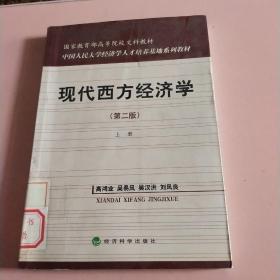 国家教育部高等院校文科教材
中国人民大学经济学人才培养基地系列教材
现代西方经济学
(第二版)
上 册
高鸿业 吴易风 吴汉洪 刘凤良
XIANDAI XIFANG JINGJIXUE
经济科学出版社